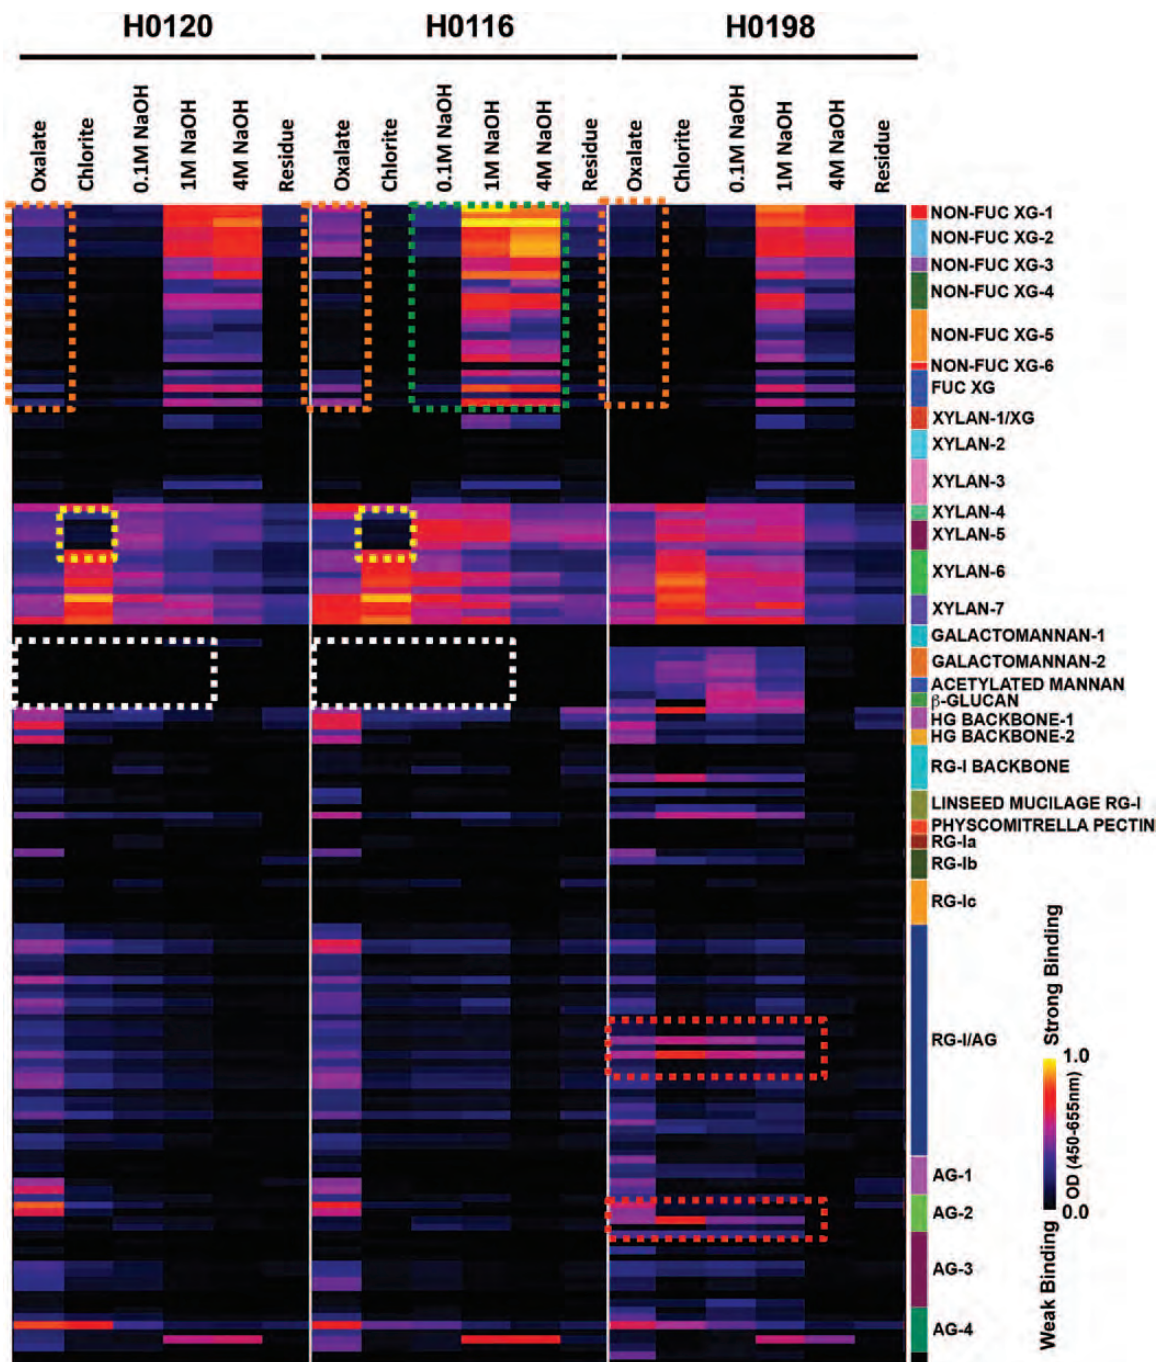 H0120 H0116 H0198
Oxalate Chlorite 0.1M NaOH 1M NaOH 4M NaOH Residue Oxalate Chlorite 0.1M NaOH 1M NaOH 4M NaOH Residue Oxalate Chlorite 0.1M NaOH 1M NaOH 4M NaOH Residue
NON-FUC XG-1
NON-FUC XG-2
NON-FUC XG-3
NON-FUC XG-4
NON-FUC XG-5
NON-FUC XG-6
FUC XG
XYLAN-1/XG
XYLAN-2
XYLAN-3
XYLAN-4
XYLAN-5
XYLAN-6
XYLAN-7
GALACTOMANNAN-1
GALACTOMANNAN-2
ACETYLATED MANNAN
β-GLUCAN
HG BACKBONE-1
HG BACKBONE-2
RG-I BACKBONE
LINSEED MUCILAGE RG-I
PHYSCOMITRELLA PECTIN
RG-Ia
RG-Ib
RG-Ic
RG-I/AG
AG-1
AG-2
AG-3
AG-4
Weak Binding Strong Binding
OD (450-655nm)
1.0
0.0